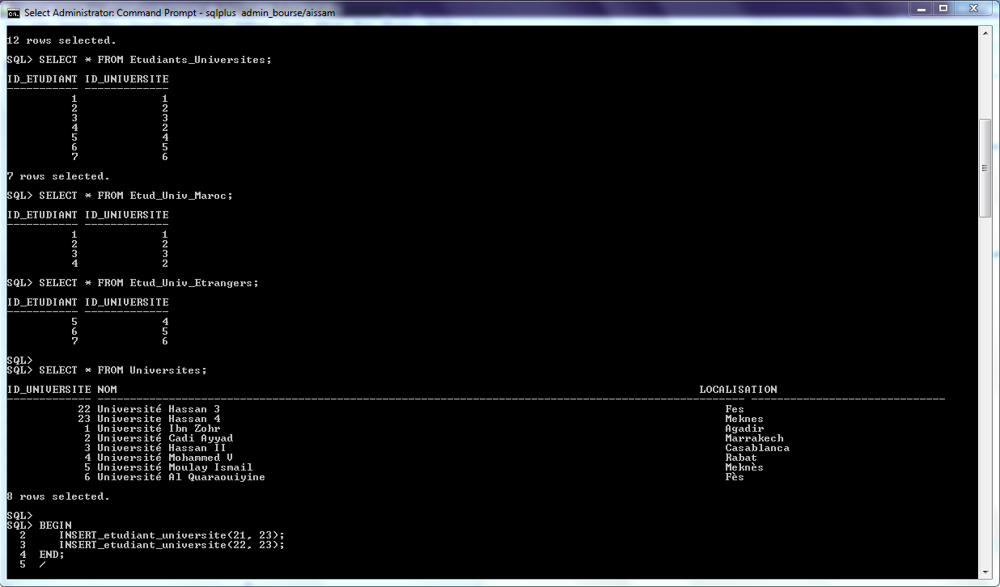 Select Administrator: Command Prompt - sqlplus  admin_bourse/aissam
12 rows selected.
SQL> SELECT * FROM Etudiants_Universites;
ID_ETUDIANT ID_UNIVERSITE
----------- -------------
          1             1
          2             2
          3             3
          4             2
          5             4
          6             5
          7             6
7 rows selected.
SQL> SELECT * FROM Etud_Univ_Maroc;
ID_ETUDIANT ID_UNIVERSITE
----------- -------------
          1             1
          2             2
          3             3
          4             2
SQL> SELECT * FROM Etud_Univ_Etrangers;
ID_ETUDIANT ID_UNIVERSITE
----------- -------------
          5             4
          6             5
          7             6
SQL>
SQL> SELECT * FROM Universites;
ID_UNIVERSITE NOM LOCALISATION
------------- ---------------------------------------------------------------------------------------------------- ------------------------------
22 Université Hassan 3 Fes
23 Universite Hassan 4 Meknes
1 Université Ibn Zohr Agadir
2 Université Cadi Ayyad Marrakech
3 Université Hassan II Casablanca
4 Université Mohammed V Rabat
5 Université Moulay Ismail Meknès
6 Université Al Quaraouiyine Fès
8 rows selected.
SQL>
SQL> BEGIN
  2     INSERT_etudiant_universite(21, 23);
  3     INSERT_etudiant_universite(22, 23);
  4  END;
  5  /